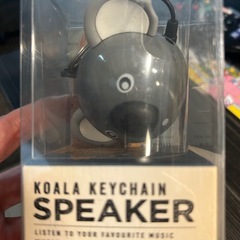 KOALA KEYCHAIN
SPEAKER
LISTEN TO YOUR FAVOURITE MUSIC